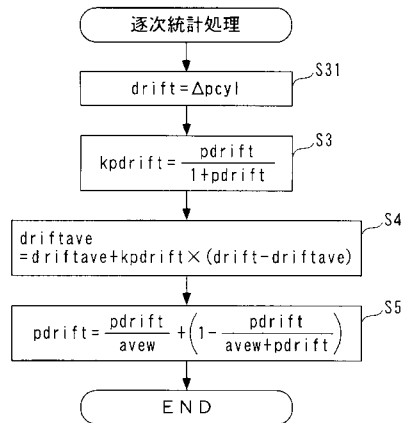 逐次統計処理
S31
drift=Δpcyl
S3
kpdrift= pdrift / 1+pdrift
S4
driftave
=driftave+kpdrift×(drift-driftave)
S5
pdrift= pdrift / avew +(1- pdrift / avew+pdrift )
END